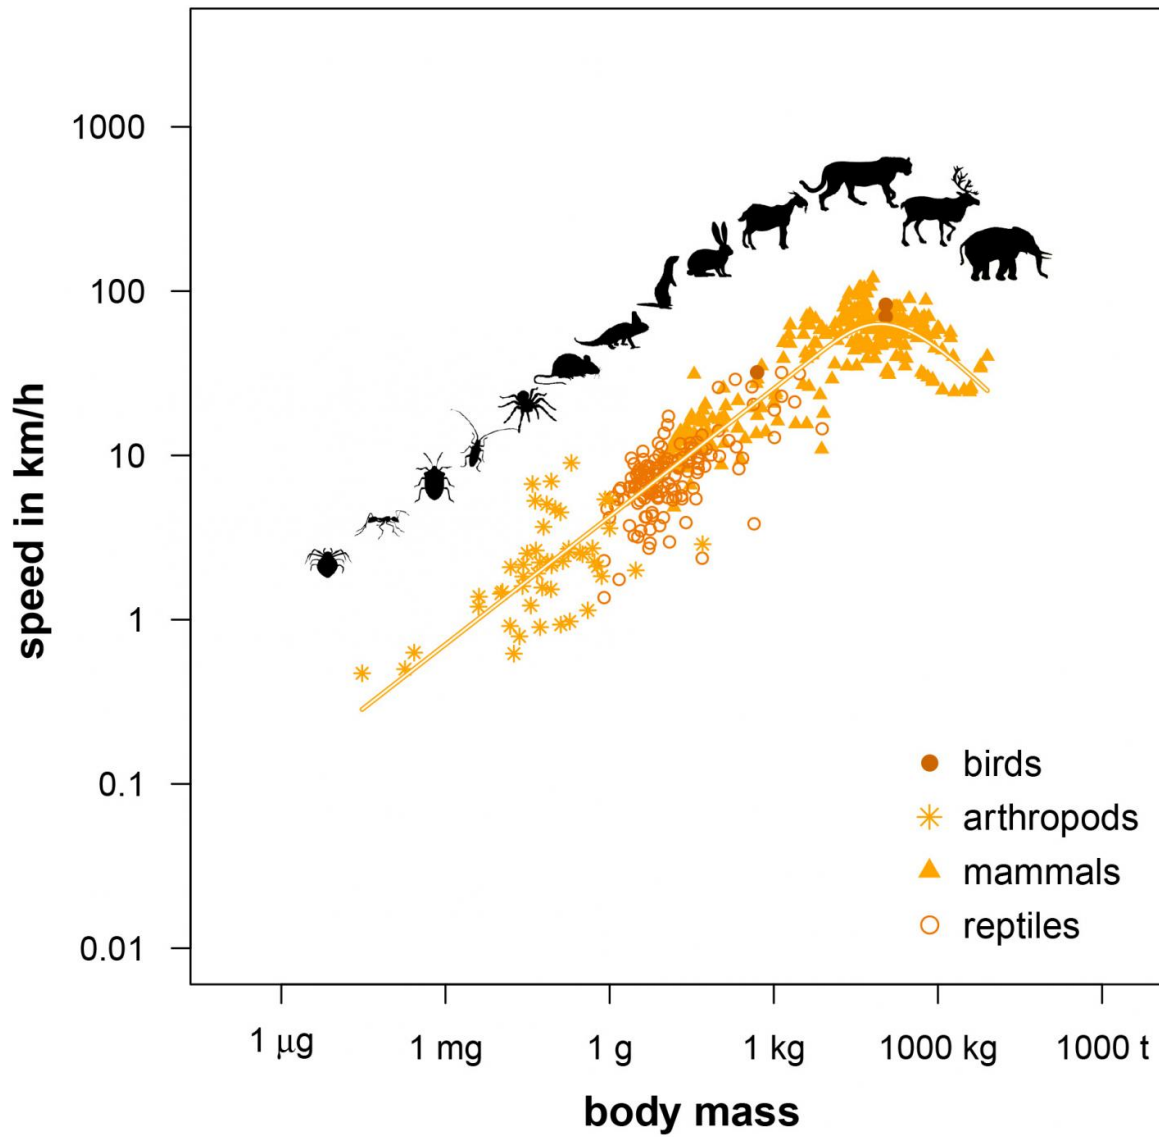 speed in km/h
1000
100
10
1
0.1
0.01
birds
arthropods
mammals
reptiles
1 μg
1 mg
1 g
1 kg
1000 kg
1000 t
body mass